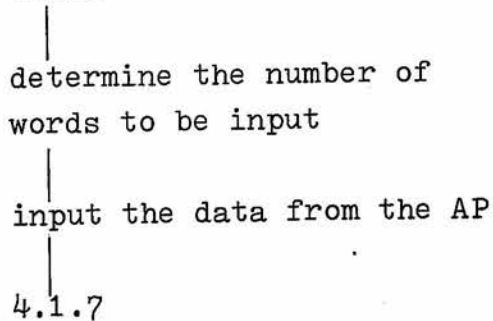 determine the number of
words to be input
input the data from the AP
4.1.7